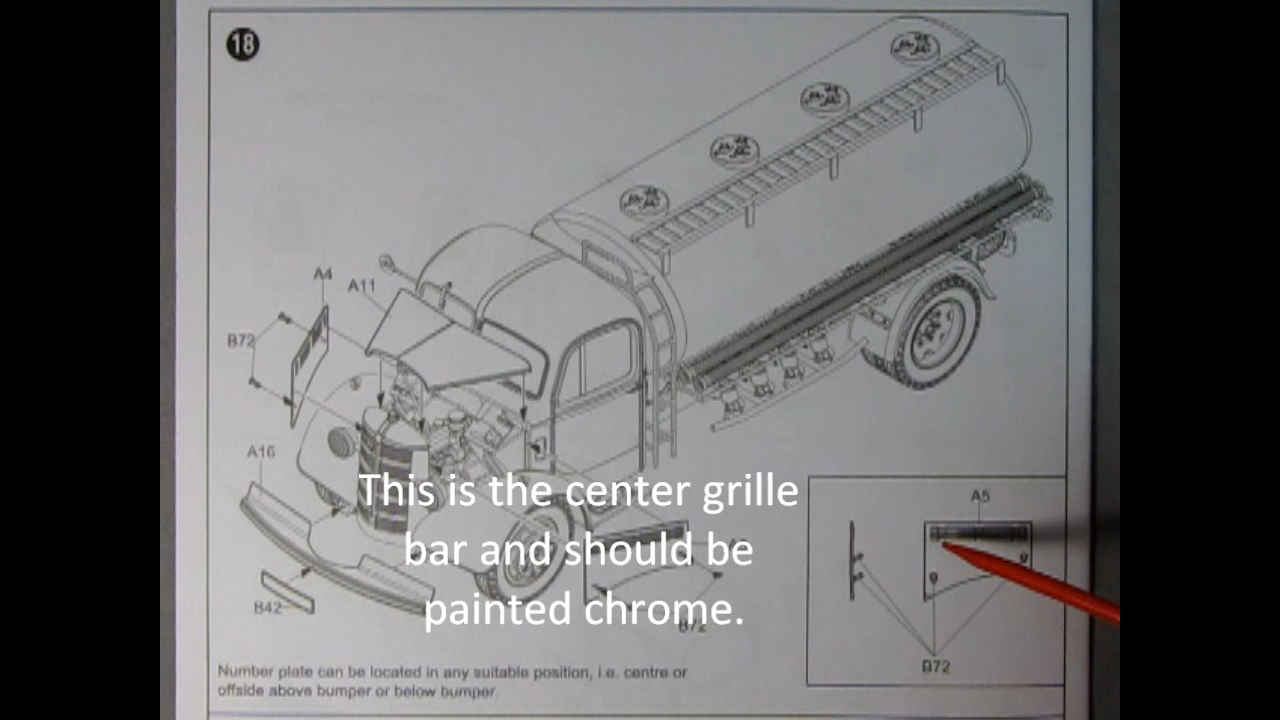 18
A4
A11
B72
A16
This is the center grille
bar and should be
painted chrome.
A5
B42
B72
B72
Number plate can be located in any suitable position, i.e. centre or
offside above bumper or below bumper.